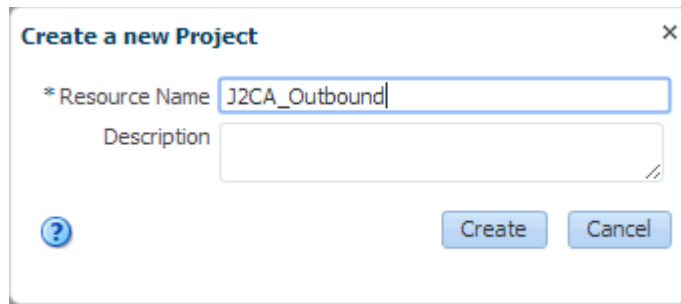 Create a new Project ×
* Resource Name J2CA_Outbound
Description
? Create Cancel